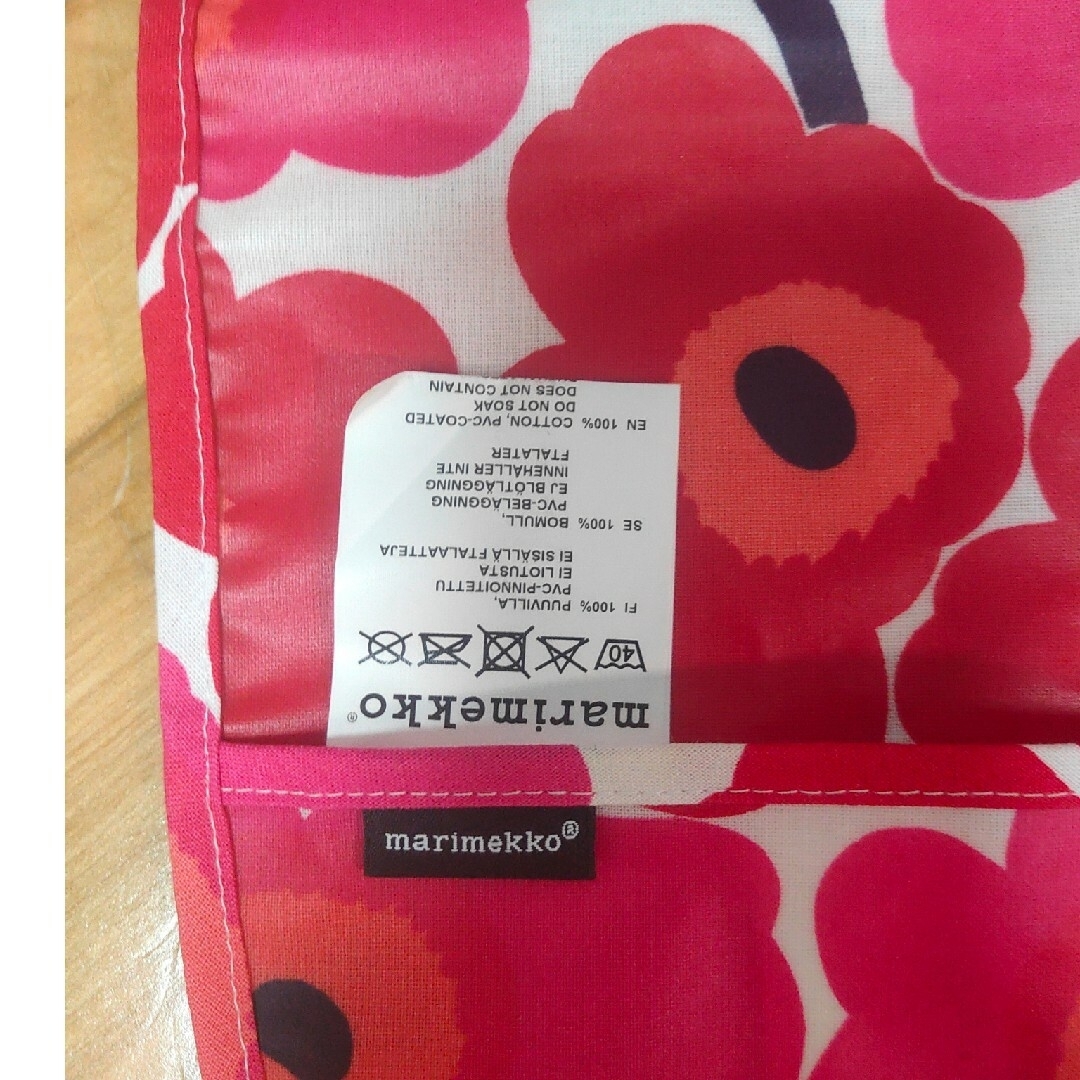 marimekko®
40
FI 100% PUUVILLA,
PVC-PINNOITETTU
EI LIOTUSTA
EI SISÄLLÄ FTALAATTEJA
SE 100% BOMULL,
PVC-BELÄGGNING
EJ BLÖTLÄGGNING
INNEHÅLLER INTE
FTALATER
EN 100% COTTON, PVC-COATED
DO NOT SOAK
DOES NOT CONTAIN
marimekko®